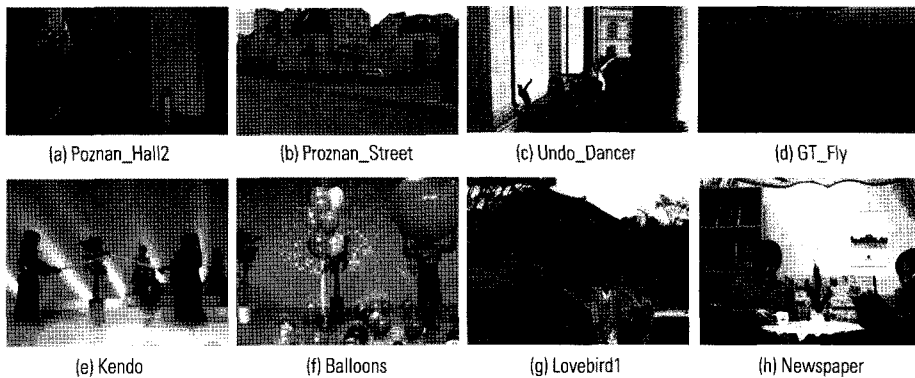 (a) Poznan_Hall2
(b) Proznan_Street
(c) Undo_Dancer
(d) GT_Fly
(e) Kendo
(f) Balloons
(g) Lovebird1
(h) Newspaper